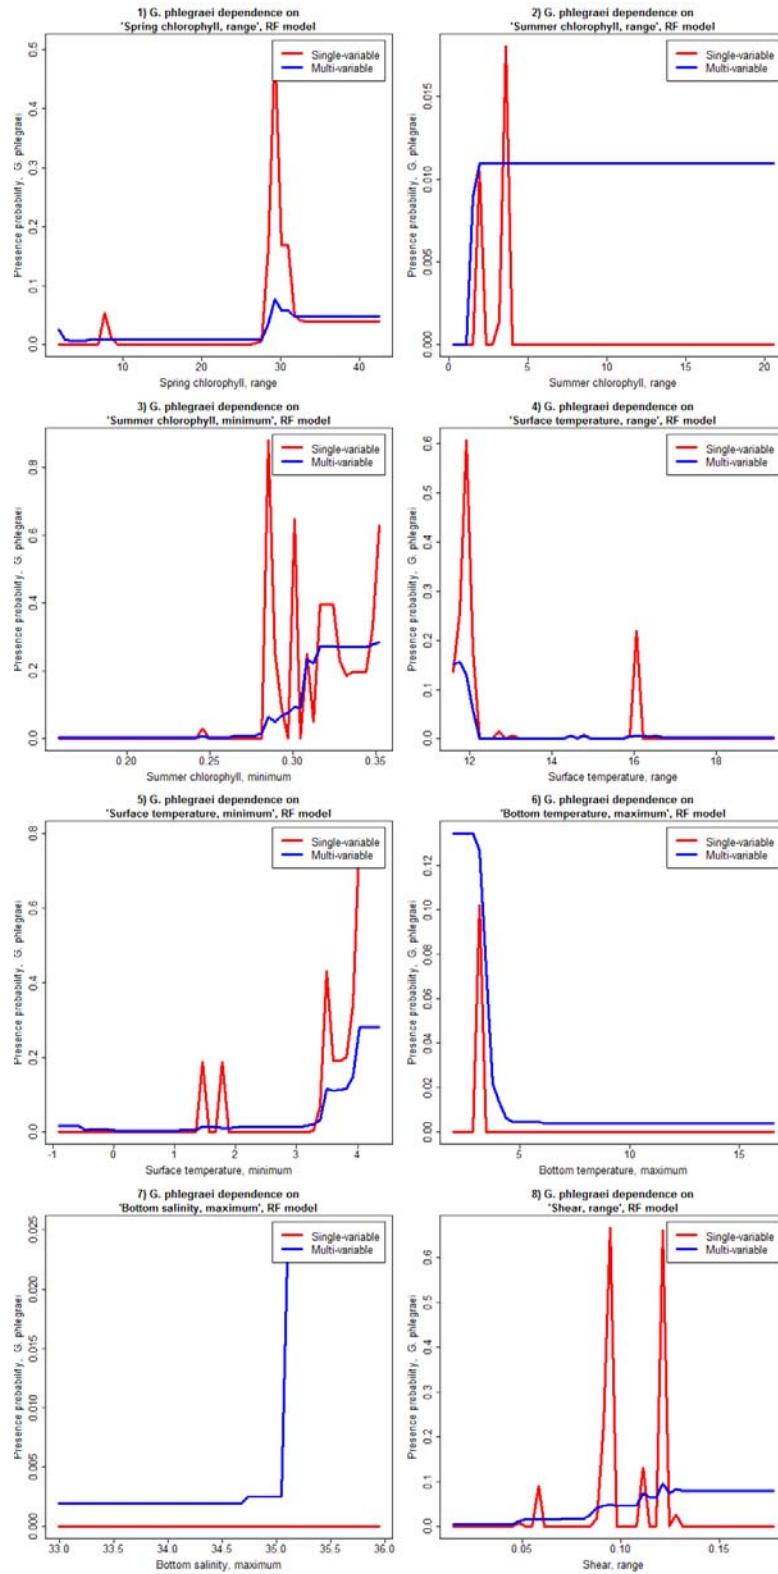 1) G. phlegraei dependence on
'Spring chlorophyll, range', RF model
Single-variable
Multi-variable
Presence probability, G. phlegraei
0.0 0.1 0.2 0.3 0.4 0.5
10 20 30 40
Spring chlorophyll, range
2) G. phlegraei dependence on
'Summer chlorophyll, range', RF model
Single-variable
Multi-variable
Presence probability, G. phlegraei
0.000 0.005 0.010 0.015
0 5 10 15 20
Summer chlorophyll, range
3) G. phlegraei dependence on
'Summer chlorophyll, minimum', RF model
Single-variable
Multi-variable
Presence probability, G. phlegraei
0.0 0.2 0.4 0.6 0.8
0.20 0.25 0.30 0.35
Summer chlorophyll, minimum
4) G. phlegraei dependence on
'Surface temperature, range', RF model
Single-variable
Multi-variable
Presence probability, G. phlegraei
0.0 0.1 0.2 0.3 0.4 0.5 0.6
12 14 16 18
Surface temperature, range
5) G. phlegraei dependence on
'Surface temperature, minimum', RF model
Single-variable
Multi-variable
Presence probability, G. phlegraei
0.0 0.2 0.4 0.6 0.8
-1 0 1 2 3 4
Surface temperature, minimum
6) G. phlegraei dependence on
'Bottom temperature, maximum', RF model
Single-variable
Multi-variable
Presence probability, G. phlegraei
0.00 0.02 0.04 0.06 0.08 0.10 0.12
5 10 15
Bottom temperature, maximum
7) G. phlegraei dependence on
'Bottom salinity, maximum', RF model
Single-variable
Multi-variable
Presence probability, G. phlegraei
0.000 0.005 0.010 0.015 0.020 0.025
33.0 33.5 34.0 34.5 35.0 35.5 36.0
Bottom salinity, maximum
8) G. phlegraei dependence on
'Shear, range', RF model
Single-variable
Multi-variable
Presence probability, G. phlegraei
0.0 0.1 0.2 0.3 0.4 0.5 0.6
0.05 0.10 0.15
Shear, range